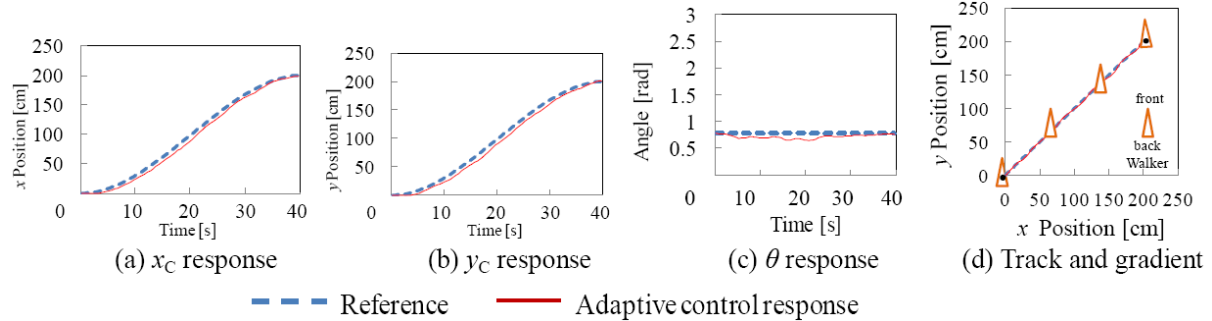 250
200
150
100
50
0
x Position [cm]
10
20
30
40
Time [s]
(a) xC response
250
200
150
100
50
0
y Position [cm]
10
20
30
40
Time [s]
(b) yC response
3
2.5
2
1.5
1
0.5
0
Angle [rad]
10
20
30
40
Time [s]
(c) θ response
250
200
150
100
50
0
y Position [cm]
front
back
Walker
0
50
100
150
200
250
x Position [cm]
(d) Track and gradient
Reference
Adaptive control response